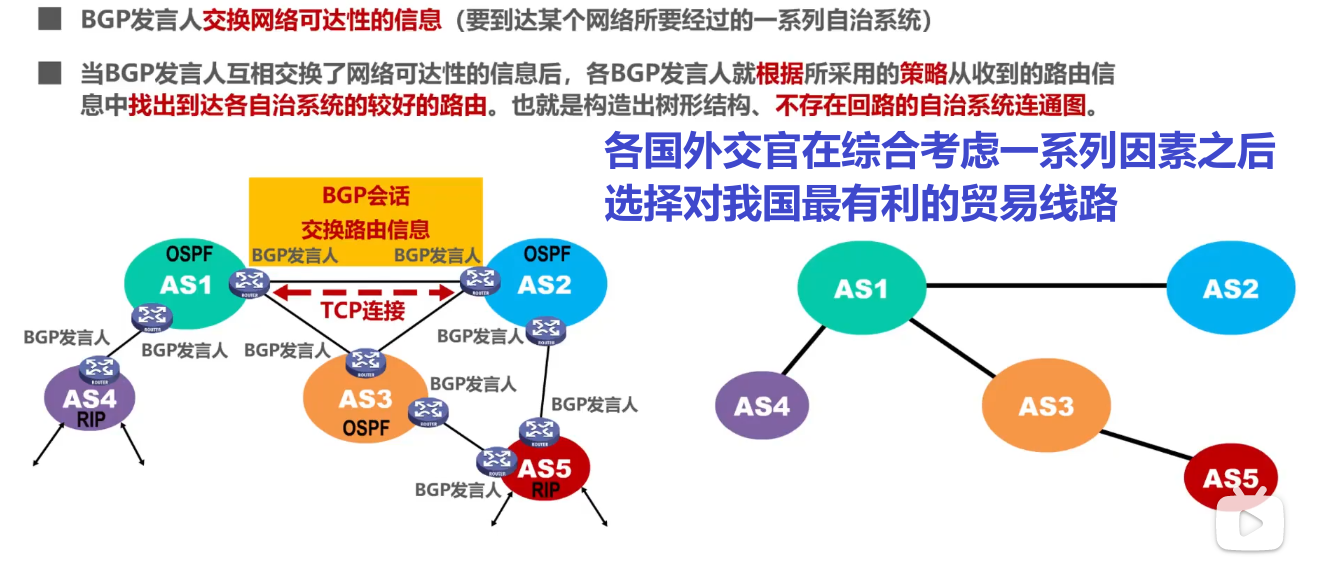 BGP发言人交换网络可达性的信息（要到达某个网络所要经过的一系列自治系统）
当BGP发言人互相交换了网络可达性的信息后，各BGP发言人就根据所采用的策略从收到的路由信
息中找出到达各自治系统的较好的路由。也就是构造出树形结构、不存在回路的自治系统连通图。
各国外交官在综合考虑一系列因素之后
选择对我国最有利的贸易线路
BGP会话
交换路由信息
BGP发言人
BGP发言人
OSPF
AS1
OSPF
AS2
ROUTER
ROUTER
TCP连接
ROUTER
BGP发言人
BGP发言人
BGP发言人
BGP发言人
ROUTER
ROUTER
ROUTER
AS4
RIP
AS3
OSPF
BGP发言人
ROUTER
BGP发言人
ROUTER
ROUTER
AS5
RIP
BGP发言人
AS1
AS2
AS4
AS3
AS5